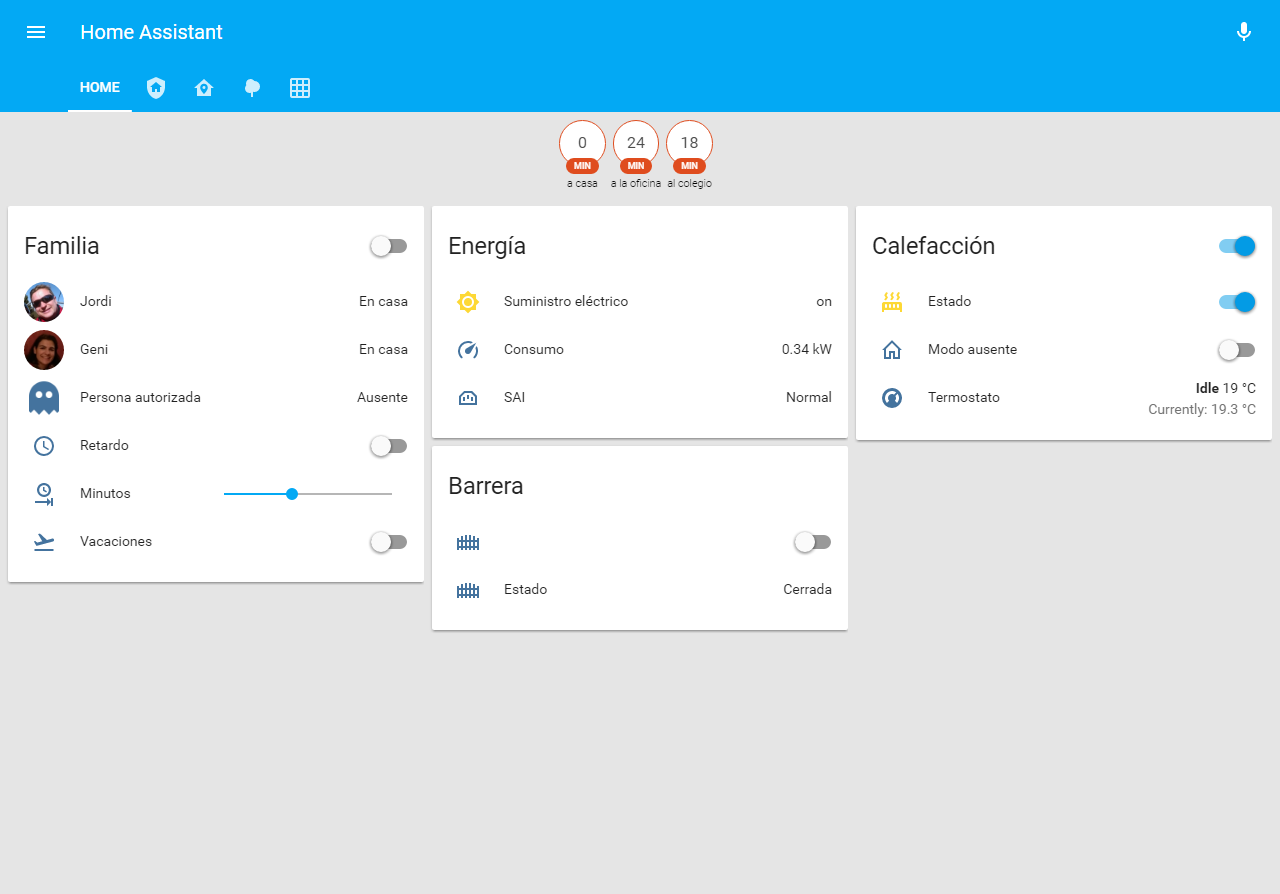 Home Assistant
HOME
0 24 18
MIN MIN MIN
a casa a la oficina al colegio
Familia
Jordi En casa
Geni En casa
Persona autorizada Ausente
Retardo
Minutos
Vacaciones
Energía
Suministro eléctrico on
Consumo 0.34 kW
SAI Normal
Barrera
Estado Cerrada
Calefacción
Estado
Modo ausente
Termostato Idle 19 °C
Currently: 19.3 °C